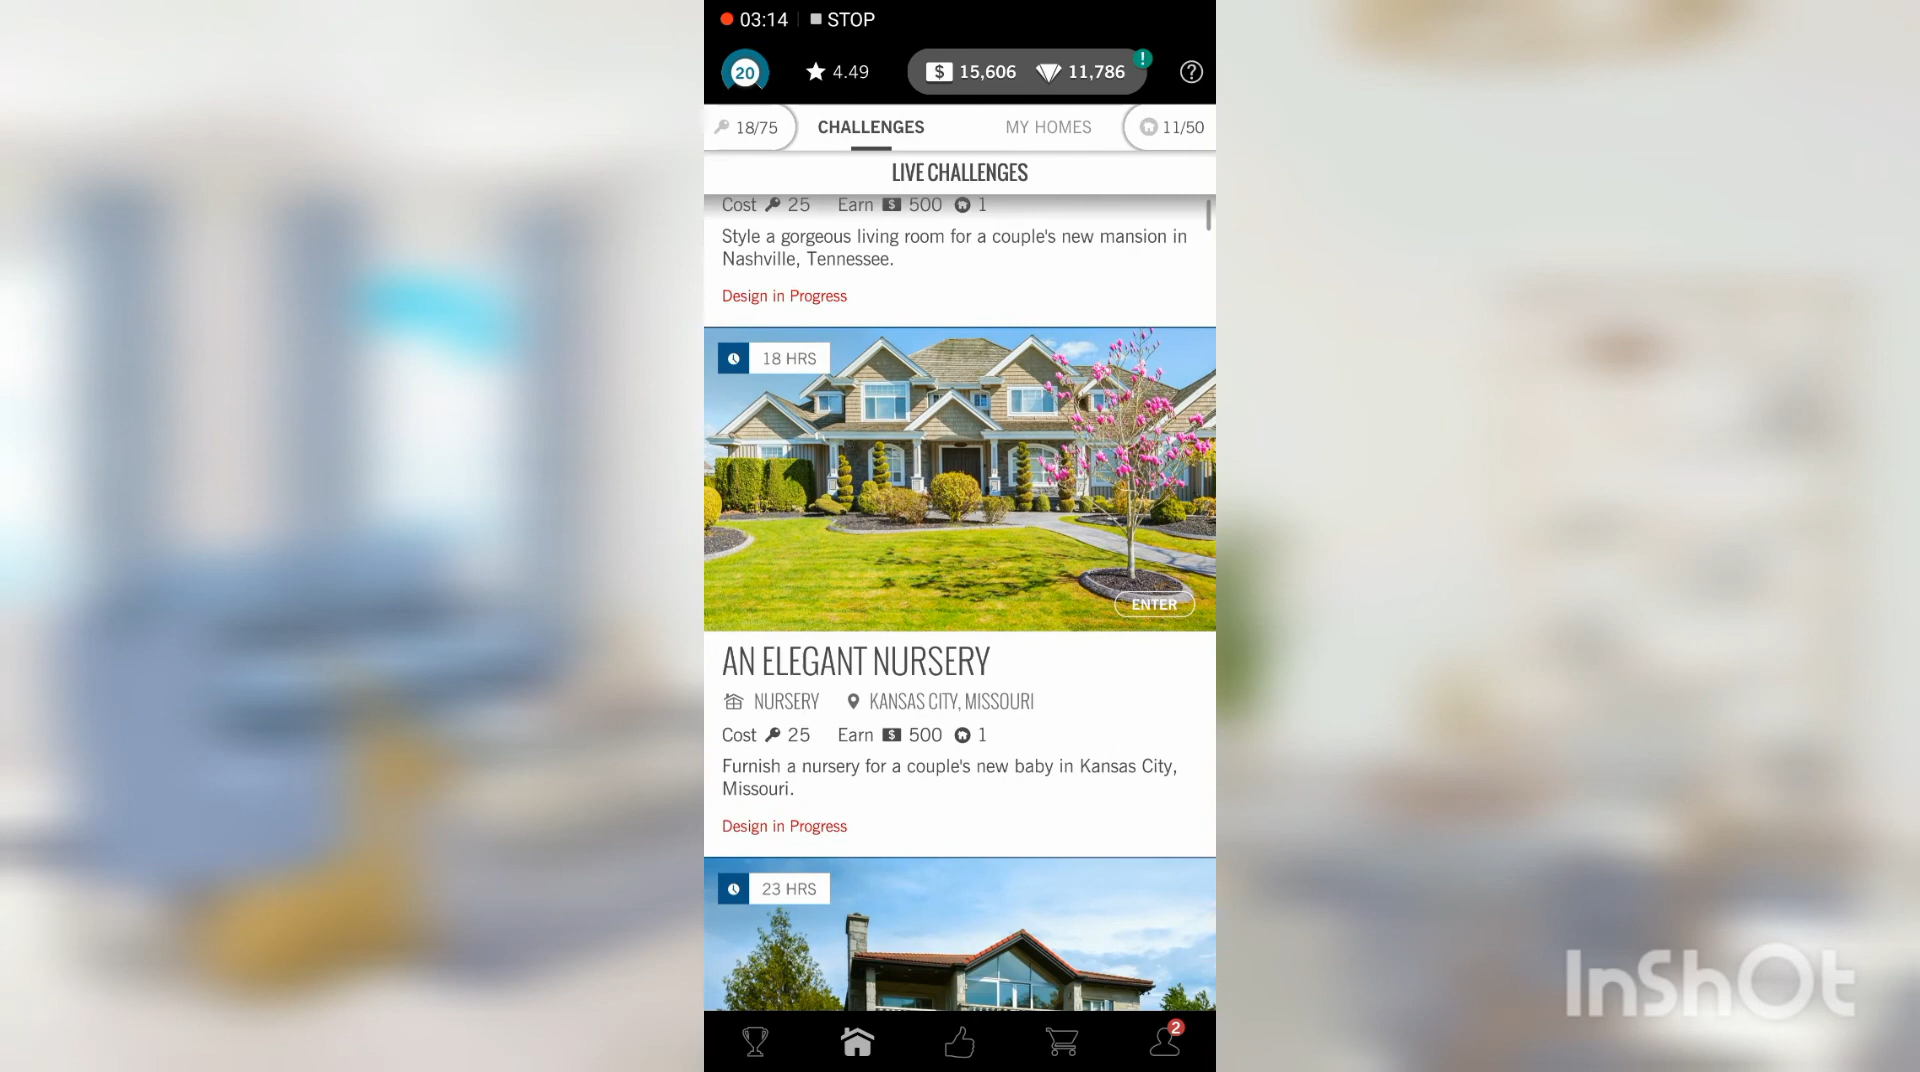 03:14 STOP
20 4.49 $ 15,606 11,786 ! ?
18/75 CHALLENGES MY HOMES 11/50
LIVE CHALLENGES
Cost 25 Earn $ 500 1
Style a gorgeous living room for a couple's new mansion in
Nashville, Tennessee.
Design in Progress
18 HRS
ENTER
AN ELEGANT NURSERY
NURSERY KANSAS CITY, MISSOURI
Cost 25 Earn $ 500 1
Furnish a nursery for a couple's new baby in Kansas City,
Missouri.
Design in Progress
23 HRS
2
InShOt